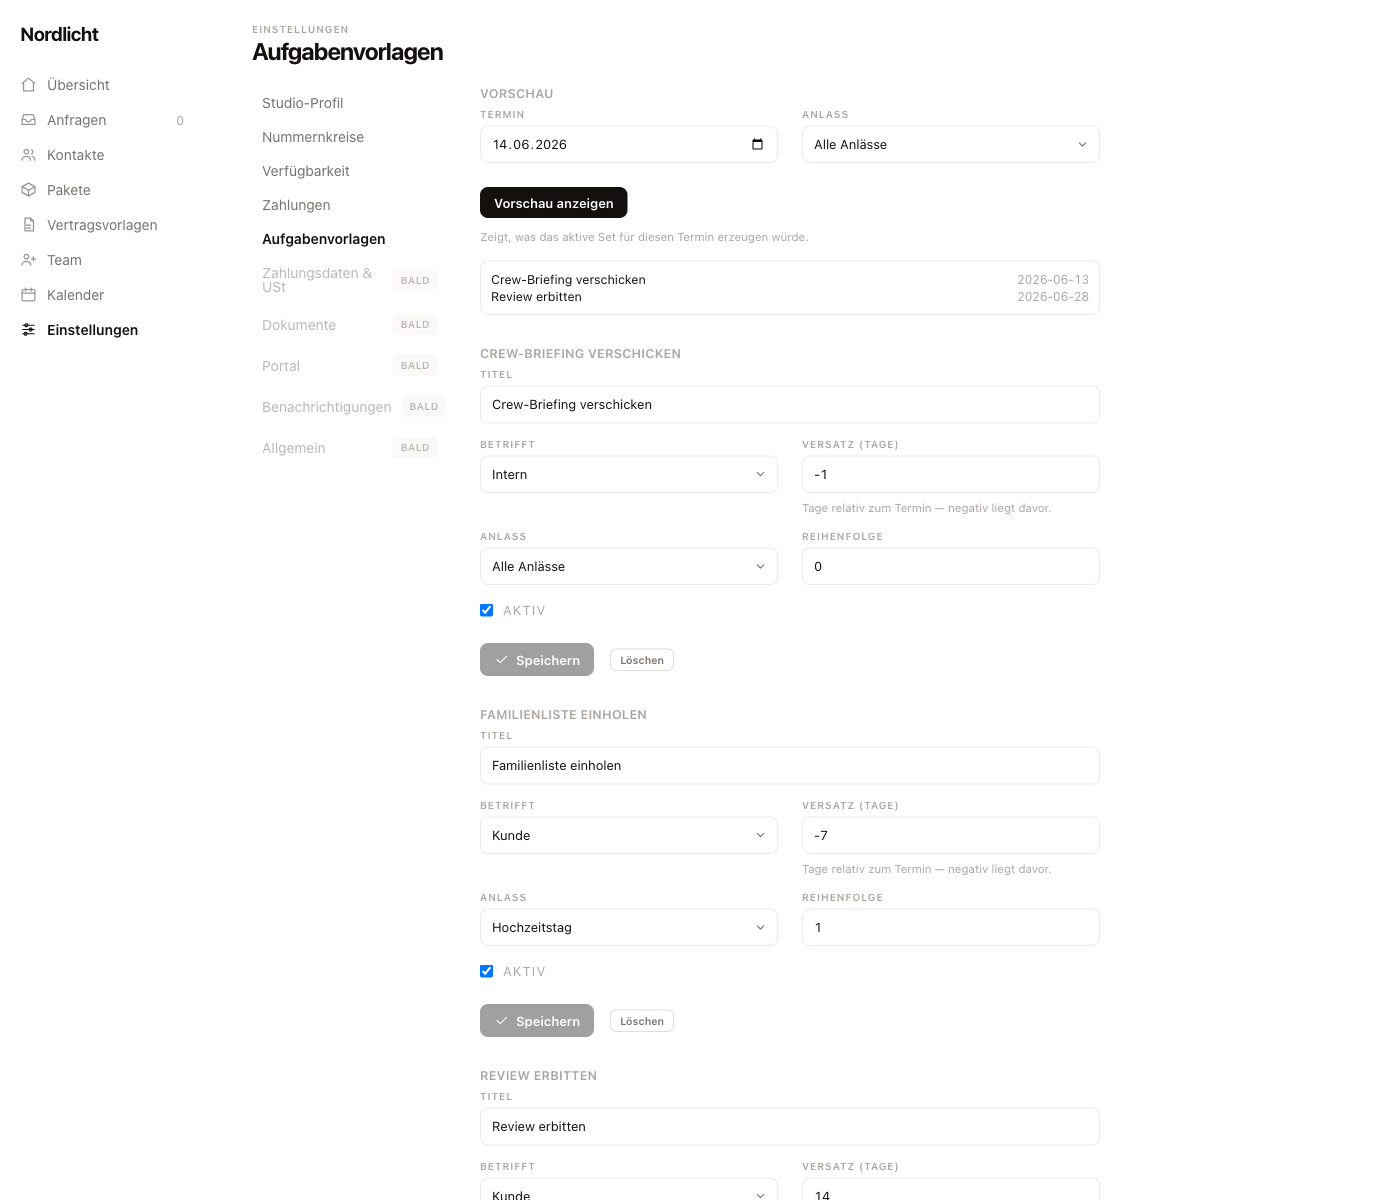 Nordlicht
Übersicht
Anfragen 0
Kontakte
Pakete
Vertragsvorlagen
Team
Kalender
Einstellungen
EINSTELLUNGEN
Aufgabenvorlagen
Studio-Profil
Nummernkreise
Verfügbarkeit
Zahlungen
Aufgabenvorlagen
Zahlungsdaten &
USt BALD
Dokumente BALD
Portal BALD
Benachrichtigungen BALD
Allgemein BALD
VORSCHAU
TERMIN ANLASS
14.06.2026 Alle Anlässe
Vorschau anzeigen
Zeigt, was das aktive Set für diesen Termin erzeugen würde.
Crew-Briefing verschicken 2026-06-13
Review erbitten 2026-06-28
CREW-BRIEFING VERSCHICKEN
TITEL
Crew-Briefing verschicken
BETRIFFT VERSATZ (TAGE)
Intern -1
Tage relativ zum Termin — negativ liegt davor.
ANLASS REIHENFOLGE
Alle Anlässe 0
AKTIV
Speichern Löschen
FAMILIENLISTE EINHOLEN
TITEL
Familienliste einholen
BETRIFFT VERSATZ (TAGE)
Kunde -7
Tage relativ zum Termin — negativ liegt davor.
ANLASS REIHENFOLGE
Hochzeitstag 1
AKTIV
Speichern Löschen
REVIEW ERBITTEN
TITEL
Review erbitten
BETRIFFT VERSATZ (TAGE)
Kunde 14